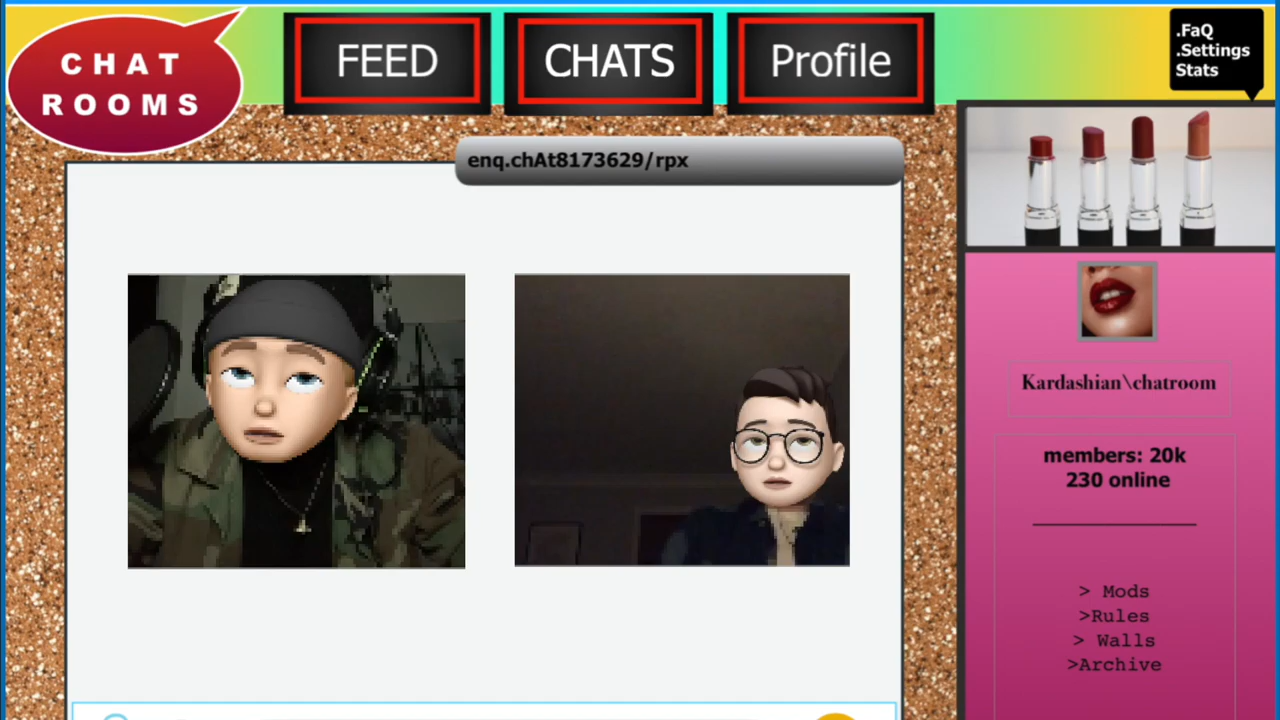 CHAT
ROOMS
FEED
CHATS
Profile
.FaQ
.Settings
Stats
enq.chAt8173629/rpx
Kardashian\chatroom
members: 20k
230 online
> Mods
>Rules
> Walls
>Archive